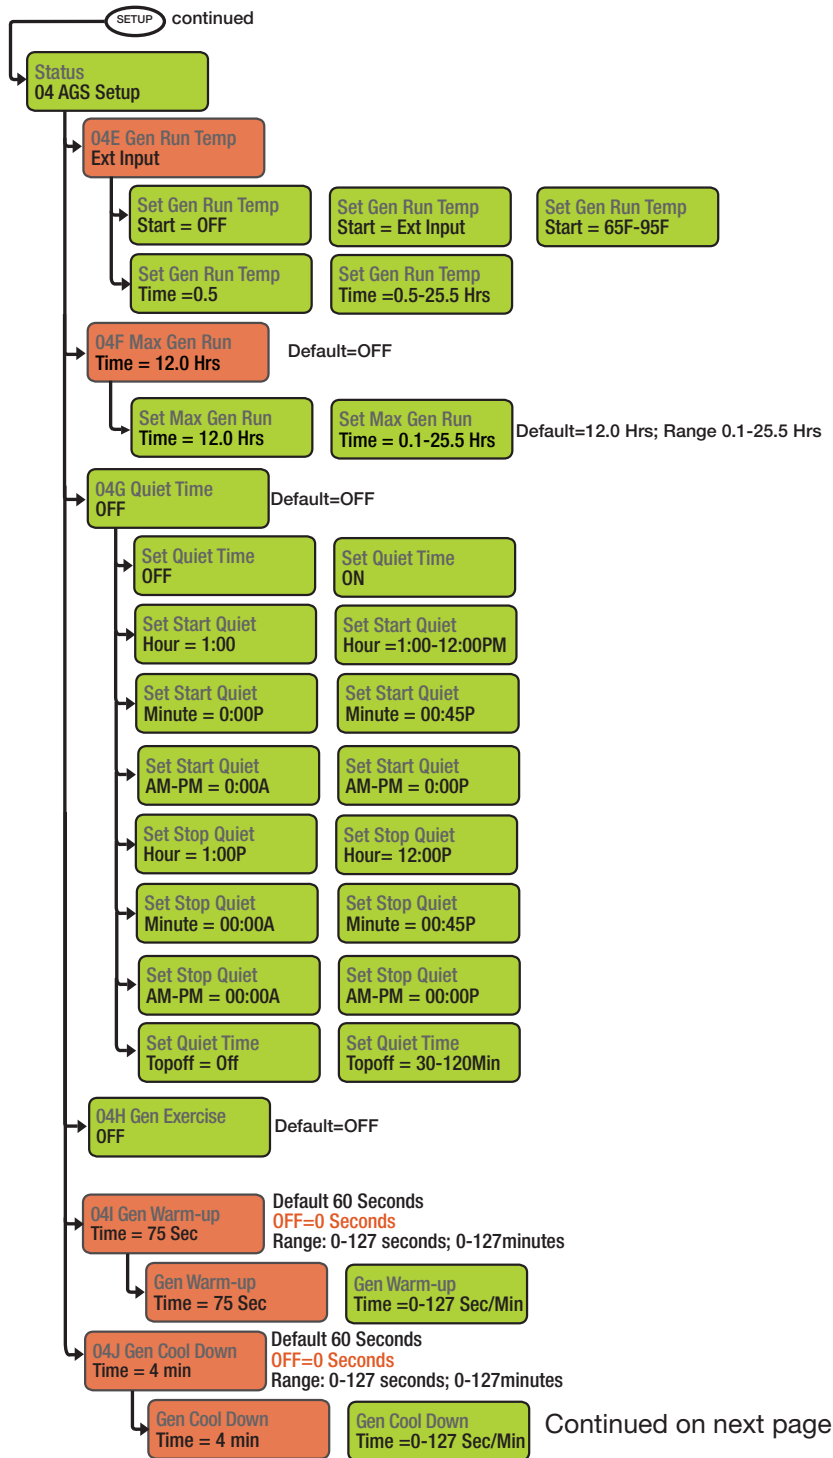 SETUP continued
Status
04 AGS Setup
04E Gen Run Temp
Ext Input
Set Gen Run Temp
Start = OFF
Set Gen Run Temp
Start = Ext Input
Set Gen Run Temp
Start = 65F-95F
Set Gen Run Temp
Time =0.5
Set Gen Run Temp
Time =0.5-25.5 Hrs
04F Max Gen Run
Time = 12.0 Hrs
Default=OFF
Set Max Gen Run
Time = 12.0 Hrs
Set Max Gen Run
Time = 0.1-25.5 Hrs
Default=12.0 Hrs; Range 0.1-25.5 Hrs
04G Quiet Time
OFF
Default=OFF
Set Quiet Time
OFF
Set Quiet Time
ON
Set Start Quiet
Hour = 1:00
Set Start Quiet
Hour =1:00-12:00PM
Set Start Quiet
Minute = 0:00P
Set Start Quiet
Minute = 00:45P
Set Start Quiet
AM-PM = 0:00A
Set Start Quiet
AM-PM = 0:00P
Set Stop Quiet
Hour = 1:00P
Set Stop Quiet
Hour= 12:00P
Set Stop Quiet
Minute = 00:00A
Set Stop Quiet
Minute = 00:45P
Set Stop Quiet
AM-PM = 00:00A
Set Stop Quiet
AM-PM = 00:00P
Set Quiet Time
Topoff = Off
Set Quiet Time
Topoff = 30-120Min
04H Gen Exercise
OFF
Default=OFF
04I Gen Warm-up
Time = 75 Sec
Default 60 Seconds
OFF=0 Seconds
Range: 0-127 seconds; 0-127minutes
Gen Warm-up
Time = 75 Sec
Gen Warm-up
Time =0-127 Sec/Min
04J Gen Cool Down
Time = 4 min
Default 60 Seconds
OFF=0 Seconds
Range: 0-127 seconds; 0-127minutes
Gen Cool Down
Time = 4 min
Gen Cool Down
Time =0-127 Sec/Min
Continued on next page